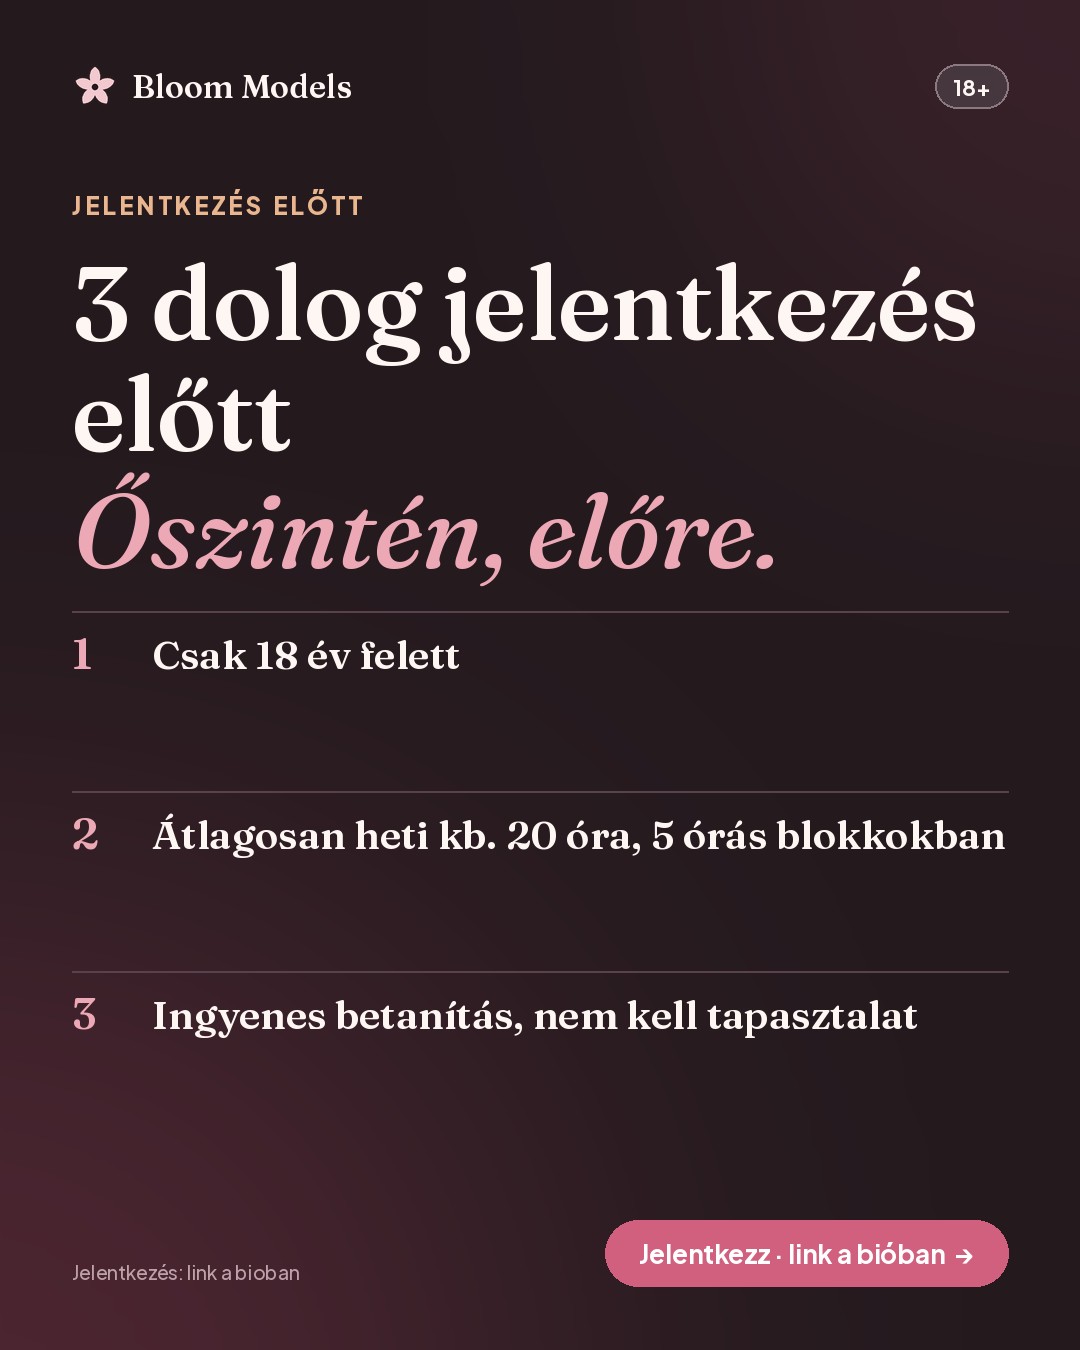 Bloom Models
18+
JELENTKEZÉS ELŐTT
3 dolog jelentkezés
előtt
Őszintén, előre.
1 Csak 18 év felett
2 Átlagosan heti kb. 20 óra, 5 órás blokkokban
3 Ingyenes betanítás, nem kell tapasztalat
Jelentkezz · link a bióban →
Jelentkezés: link a bioban